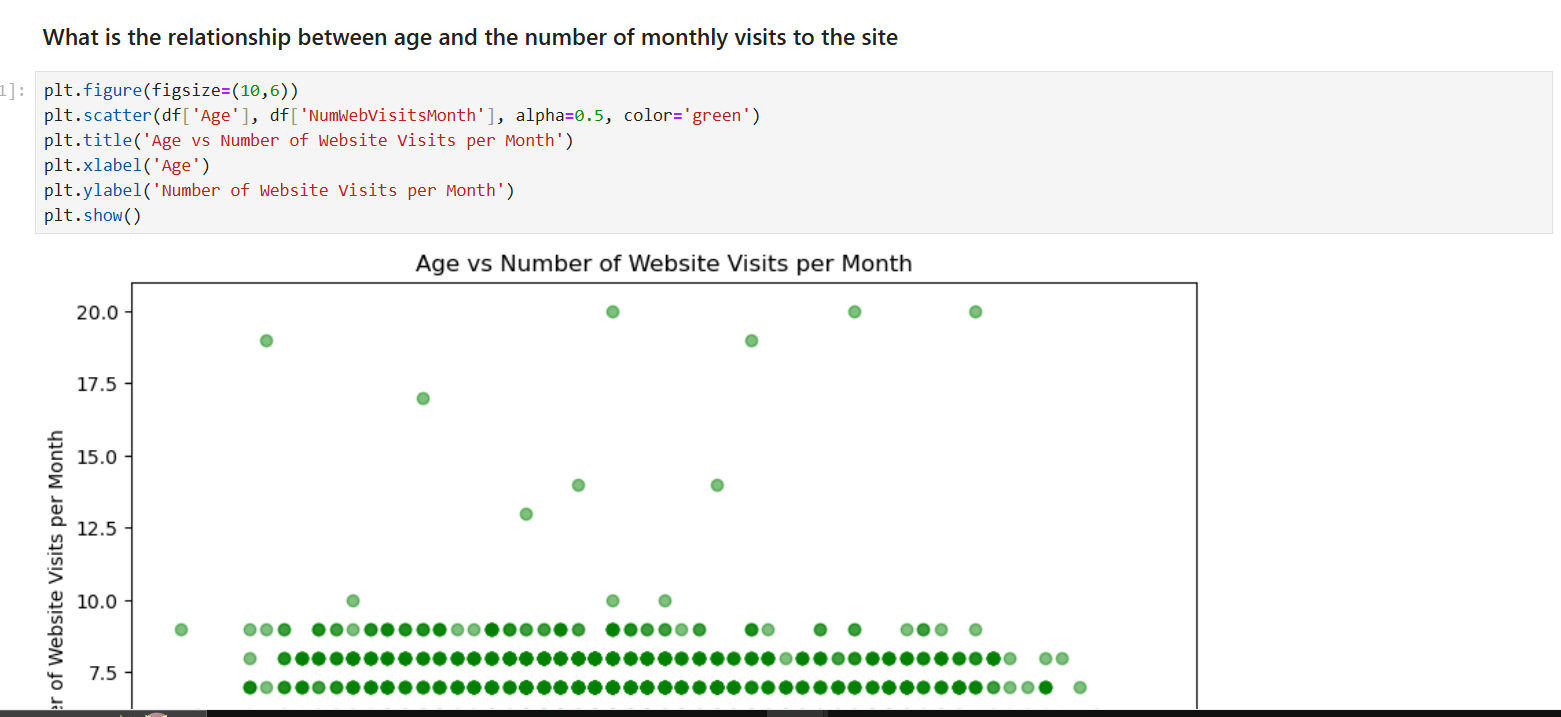 What is the relationship between age and the number of monthly visits to the site
1]:
plt.figure(figsize=(10,6))
plt.scatter(df['Age'], df['NumWebVisitsMonth'], alpha=0.5, color='green')
plt.title('Age vs Number of Website Visits per Month')
plt.xlabel('Age')
plt.ylabel('Number of Website Visits per Month')
plt.show()
Age vs Number of Website Visits per Month
20.0
17.5
15.0
12.5
10.0
7.5
er of Website Visits per Month